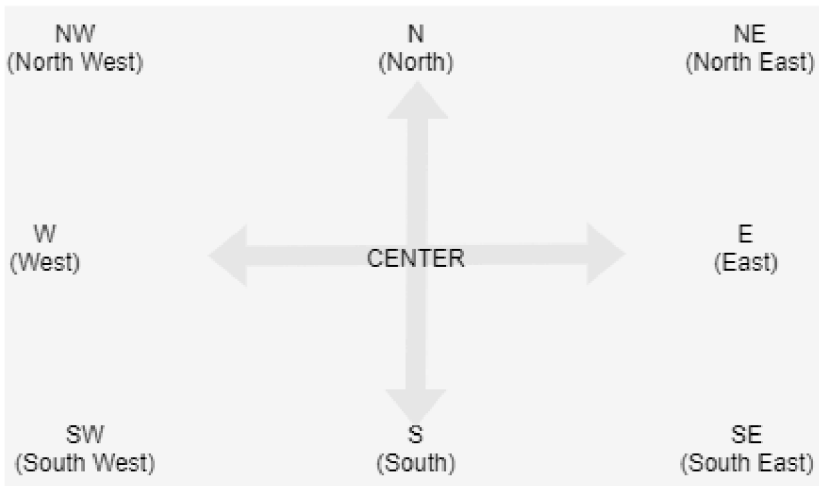 NW N NE
(North West) (North) (North East)
W E
(West) CENTER (East)
SW S SE
(South West) (South) (South East)